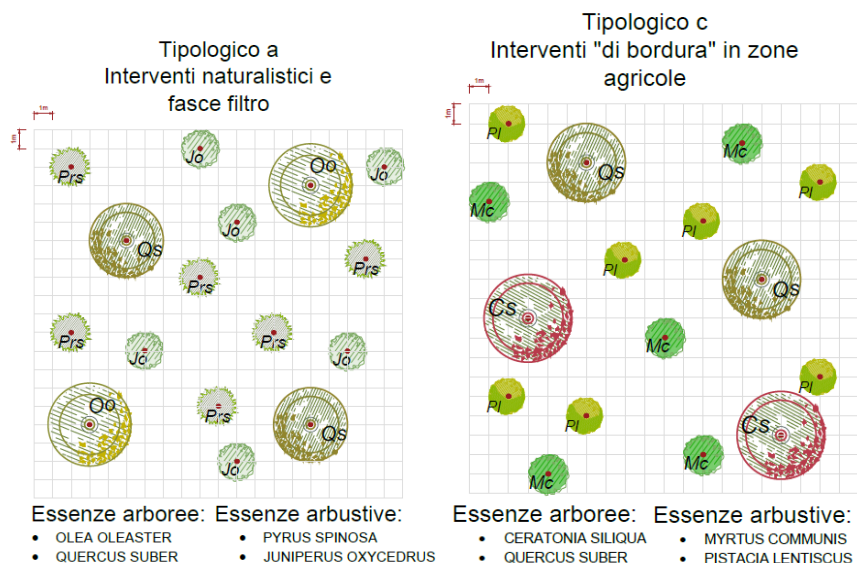 Tipologico a
Interventi naturalistici e
fasce filtro
1m
1m
Jo
Prs
Oo
Jo
Jo
Qs
Prs
Prs
Prs
Prs
Jo
Jo
Oo
Prs
Qs
Jo
Essenze arboree:
• OLEA OLEASTER
• QUERCUS SUBER
Essenze arbustive:
• PYRUS SPINOSA
• JUNIPERUS OXYCEDRUS
Tipologico c
Interventi "di bordura" in zone
agricole
1m
1m
Pl
Mc
Qs
Pl
Mc
Pl
Pl
Qs
Cs
Mc
Pl
Pl
Pl
Cs
Mc
Mc
Essenze arboree:
• CERATONIA SILIQUA
• QUERCUS SUBER
Essenze arbustive:
• MYRTUS COMMUNIS
• PISTACIA LENTISCUS